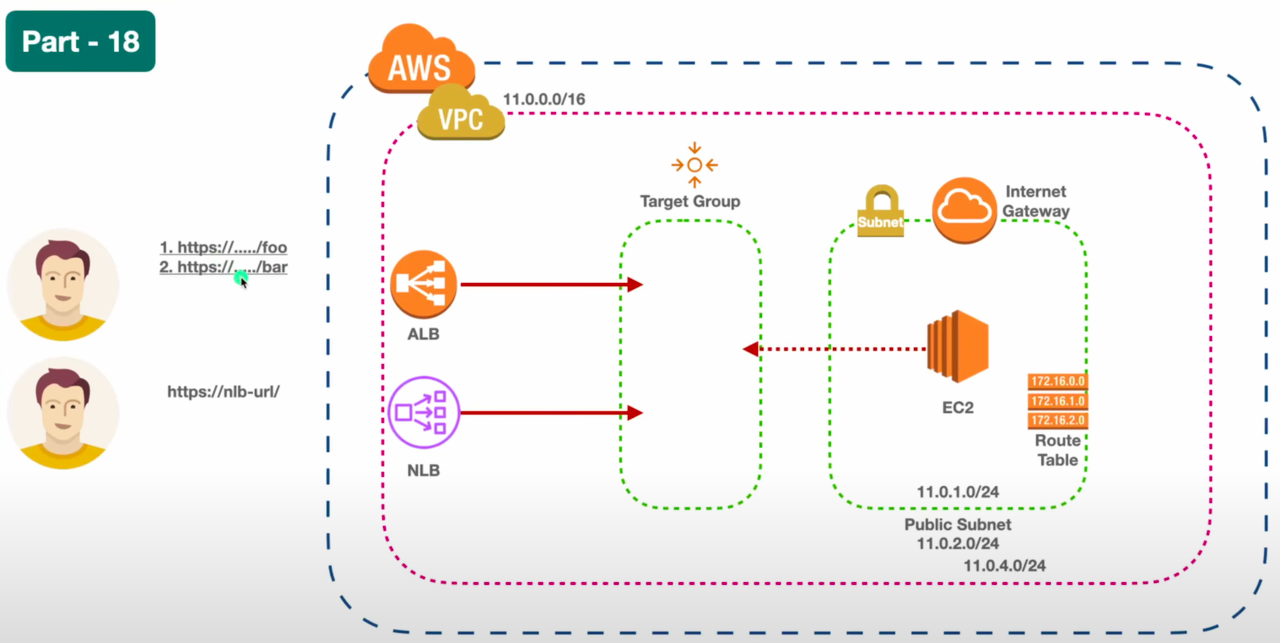 Part - 18
AWS
VPC
11.0.0.0/16
Target Group
Subnet
Internet
Gateway
1. https://...../foo
2. https://...../bar
ALB
https://nlb-url/
NLB
EC2
172.16.0.0
172.16.1.0
172.16.2.0
Route
Table
11.0.1.0/24
Public Subnet
11.0.2.0/24
11.0.4.0/24